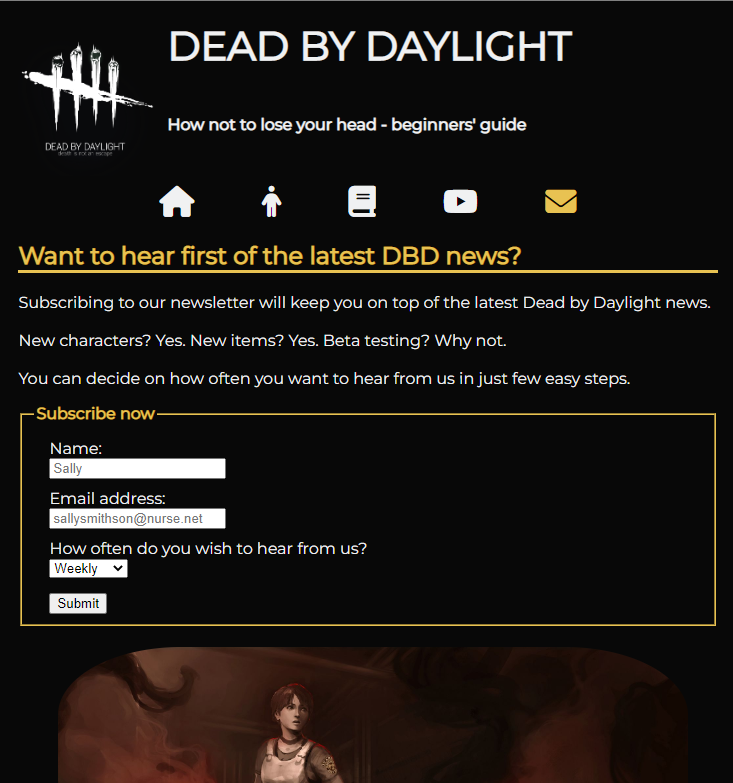 DEAD BY DAYLIGHT
How not to lose your head - beginners' guide
DEAD BY DAYLIGHT
death is not an escape
Want to hear first of the latest DBD news?
Subscribing to our newsletter will keep you on top of the latest Dead by Daylight news.
New characters? Yes. New items? Yes. Beta testing? Why not.
You can decide on how often you want to hear from us in just few easy steps.
Subscribe now
Name:
Sally
Email address:
sallysmithson@nurse.net
How often do you wish to hear from us?
Weekly
Submit